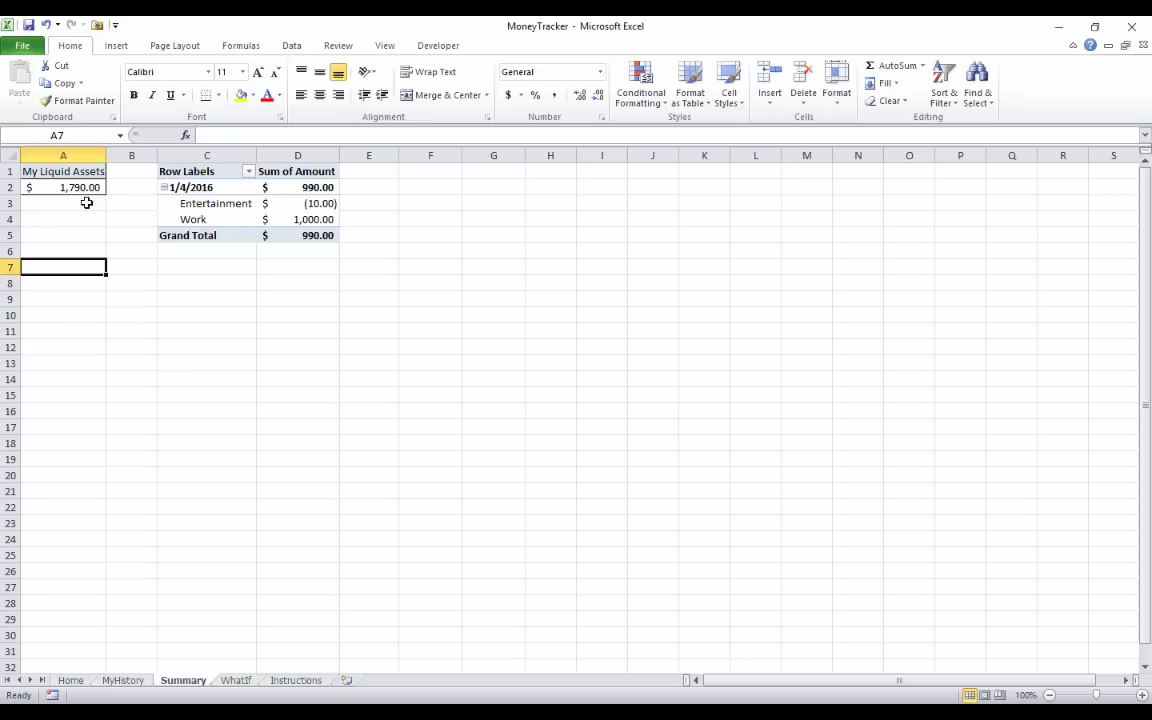 MoneyTracker - Microsoft Excel
File Home Insert Page Layout Formulas Data Review View Developer
Paste
Cut
Copy
Format Painter
Clipboard
Calibri 11
B I U
Font
Wrap Text
Merge & Center
Alignment
General
$ % ,
Number
Conditional Formatting
Format as Table
Cell Styles
Styles
Insert
Delete
Format
Cells
AutoSum
Fill
Clear
Sort & Filter
Find & Select
Editing
A7 fx
A B C D E F G H I J K L M N O P Q R S
1 My Liquid Assets Row Labels Sum of Amount
2 $ 1,790.00 1/4/2016 $ 990.00
3 Entertainment $ (10.00)
4 Work $ 1,000.00
5 Grand Total $ 990.00
6
7
8
9
10
11
12
13
14
15
16
17
18
19
20
21
22
23
24
25
26
27
28
29
30
31
32
Home MyHistory Summary WhatIf Instructions
Ready 100%